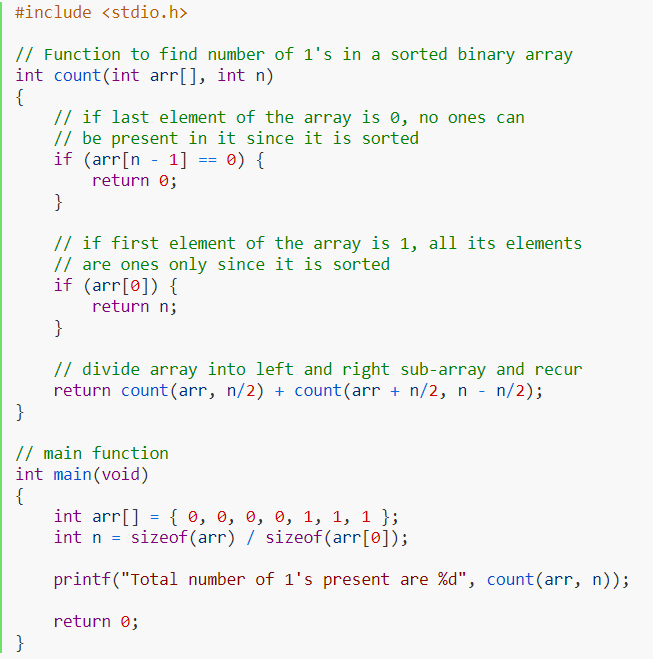 #include <stdio.h>

// Function to find number of 1's in a sorted binary array
int count(int arr[], int n)
{
    // if last element of the array is 0, no ones can
    // be present in it since it is sorted
    if (arr[n - 1] == 0) {
        return 0;
    }

    // if first element of the array is 1, all its elements
    // are ones only since it is sorted
    if (arr[0]) {
        return n;
    }

    // divide array into left and right sub-array and recur
    return count(arr, n/2) + count(arr + n/2, n - n/2);
}

// main function
int main(void)
{
    int arr[] = { 0, 0, 0, 0, 1, 1, 1 };
    int n = sizeof(arr) / sizeof(arr[0]);

    printf("Total number of 1's present are %d", count(arr, n));

    return 0;
}